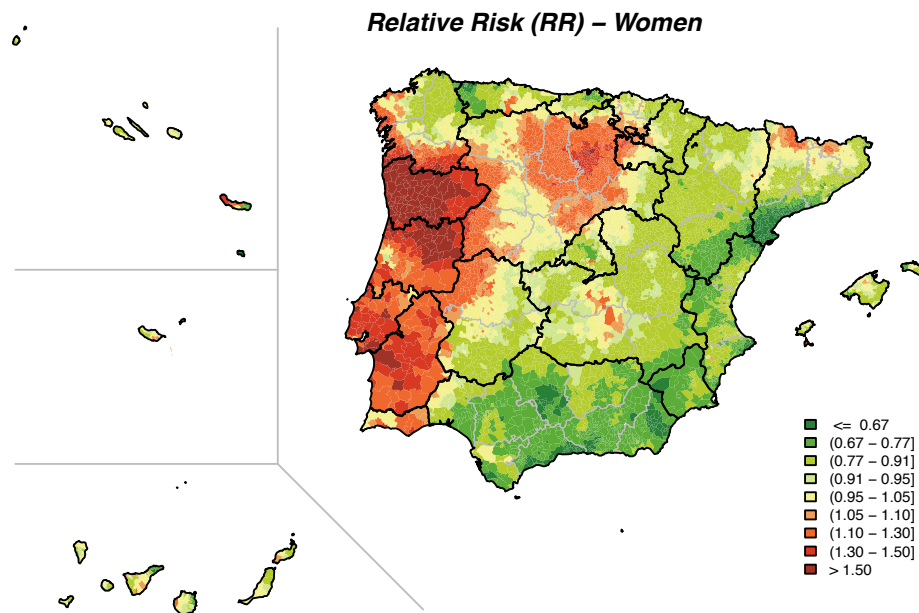 Relative Risk (RR) – Women
<= 0.67
(0.67 – 0.77]
(0.77 – 0.91]
(0.91 – 0.95]
(0.95 – 1.05]
(1.05 – 1.10]
(1.10 – 1.30]
(1.30 – 1.50]
> 1.50